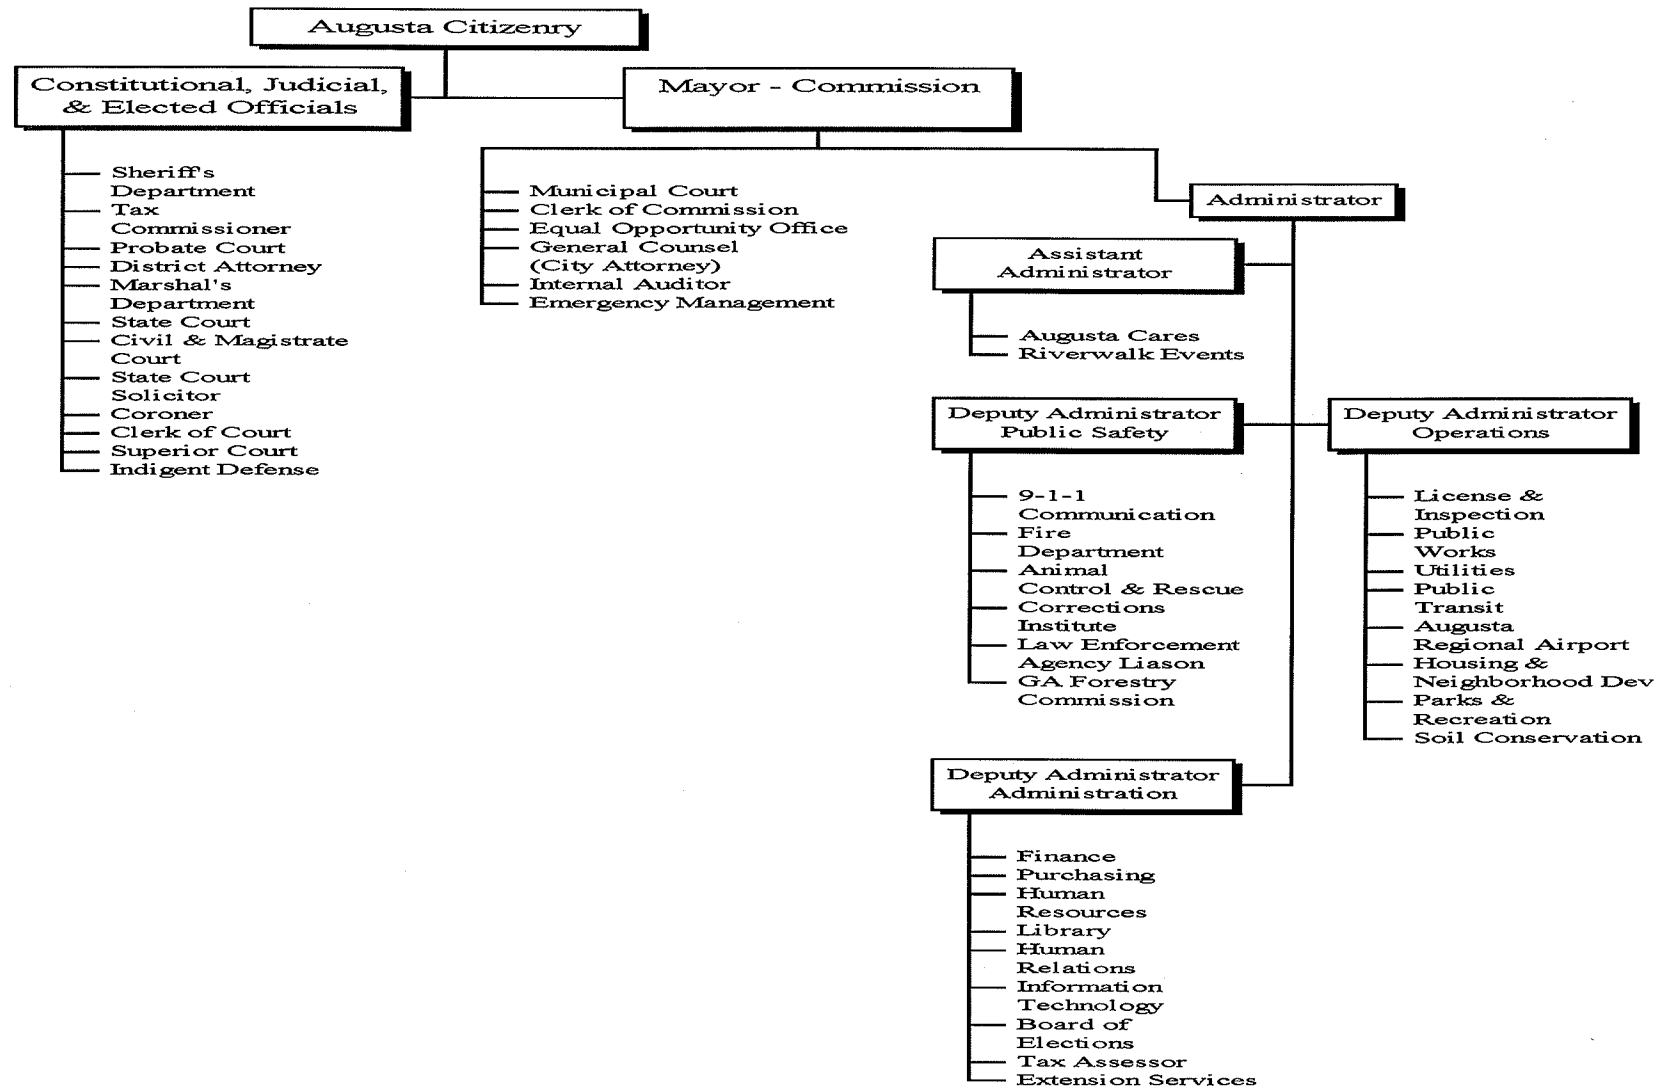 Augusta Citizenry
Constitutional, Judicial,
& Elected Officials
Mayor - Commission
Sheriff's
Department
Tax
Commissioner
Probate Court
District Attorney
Marshal's
Department
State Court
Civil & Magistrate
Court
State Court
Solicitor
Coroner
Clerk of Court
Superior Court
Indigent Defense
Municipal Court
Clerk of Commission
Equal Opportunity Office
General Counsel
(City Attorney)
Internal Auditor
Emergency Management
Administrator
Assistant
Administrator
Augusta Cares
Riverwalk Events
Deputy Administrator
Public Safety
9-1-1
Communication
Fire
Department
Animal
Control & Rescue
Corrections
Institute
Law Enforcement
Agency Liason
GA Forestry
Commission
Deputy Administrator
Operations
License &
Inspection
Public
Works
Utilities
Public
Transit
Augusta
Regional Airport
Housing &
Neighborhood Dev
Parks &
Recreation
Soil Conservation
Deputy Administrator
Administration
Finance
Purchasing
Human
Resources
Library
Human
Relations
Information
Technology
Board of
Elections
Tax Assessor
Extension Services